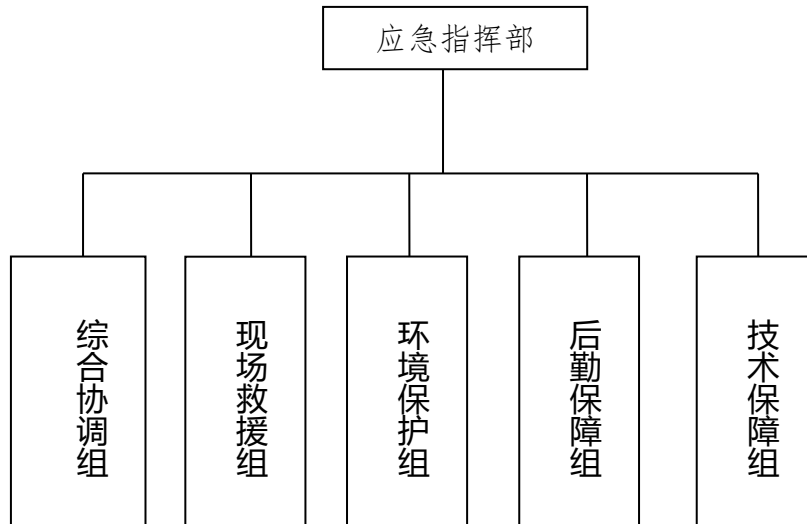 应急指挥部
综合协调组
现场救援组
环境保护组
后勤保障组
技术保障组